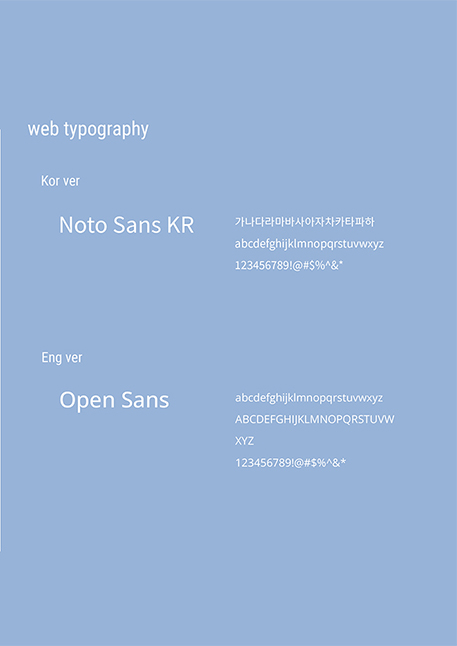 web typography
Kor ver
Noto Sans KR
가나다라마바사아자차카타파하
abcdefghijklmnopqrstuvwxyz
123456789!@#$%^&*
Eng ver
Open Sans
abcdefghijklmnopqrstuvwxyz
ABCDEFGHIJKLMNOPQRSTUVW
XYZ
123456789!@#$%^&*